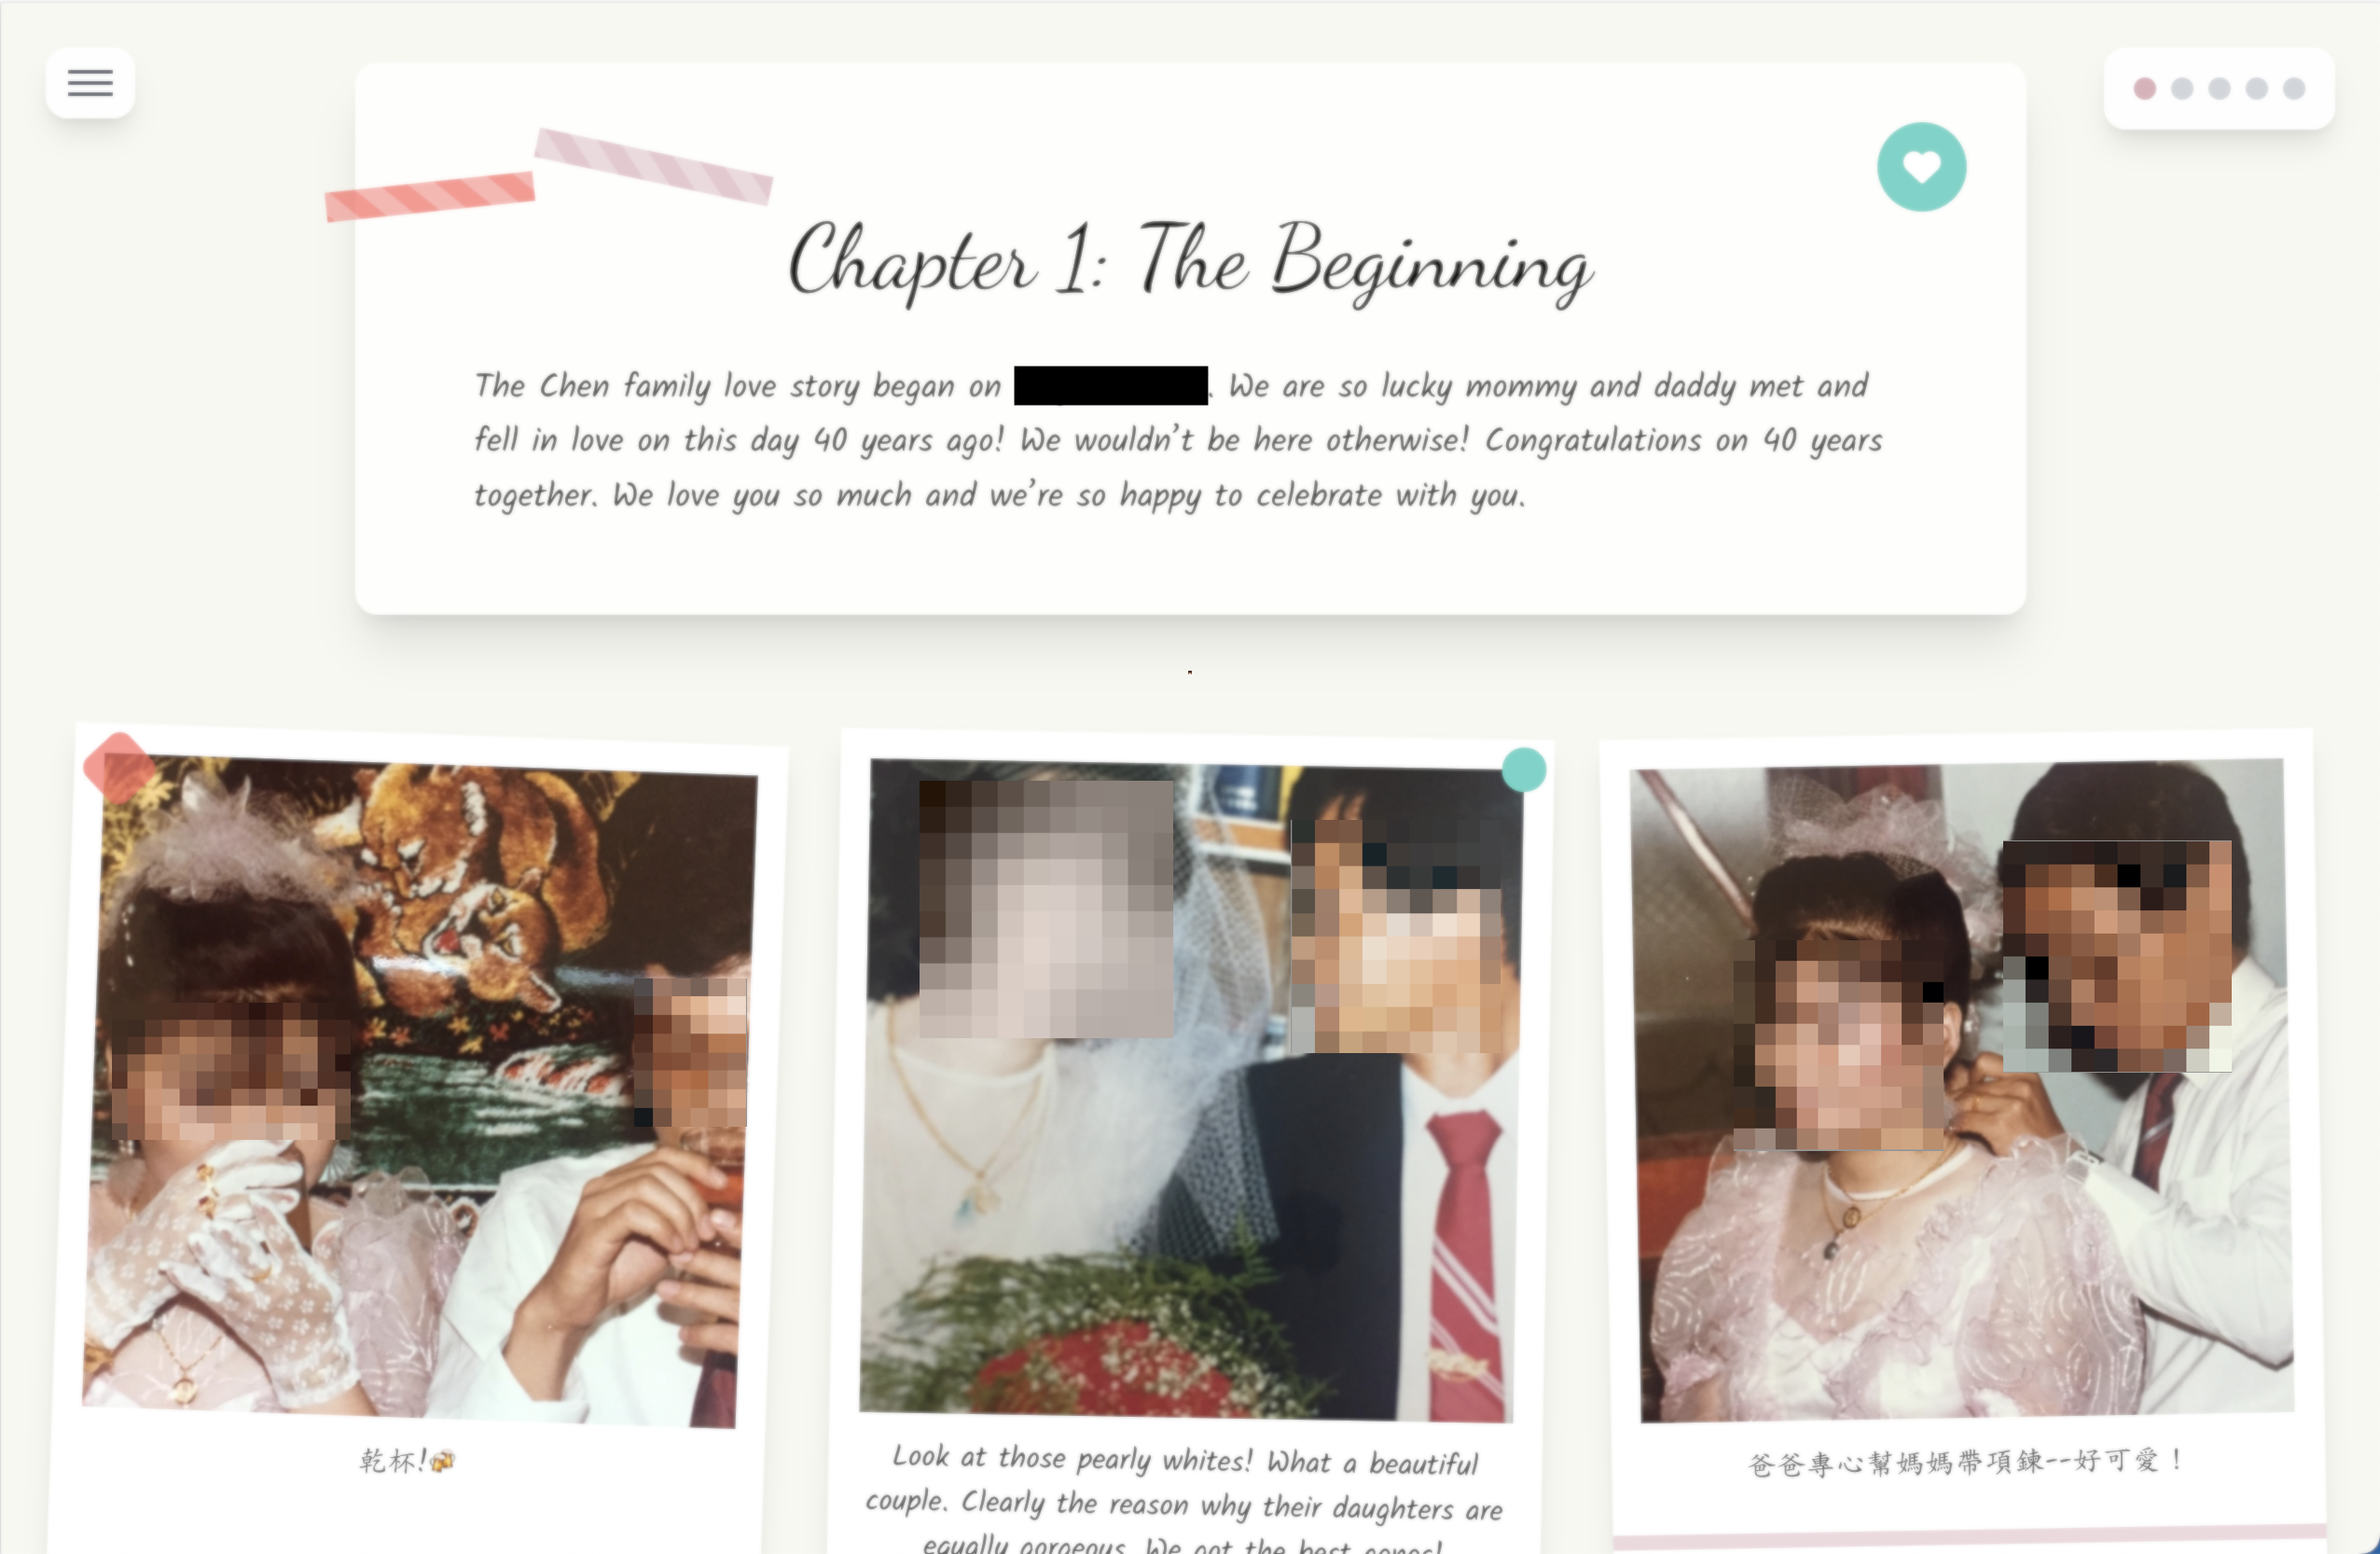 Chapter 1: The Beginning
The Chen family love story began on . We are so lucky mommy and daddy met and
fell in love on this day 40 years ago! We wouldn't be here otherwise! Congratulations on 40 years
together. We love you so much and we're so happy to celebrate with you.
乾杯!🍻
Look at those pearly whites! What a beautiful
couple. Clearly the reason why their daughters are
equally gorgeous. We got the best genes!
爸爸專心幫媽媽帶項鍊--好可愛！